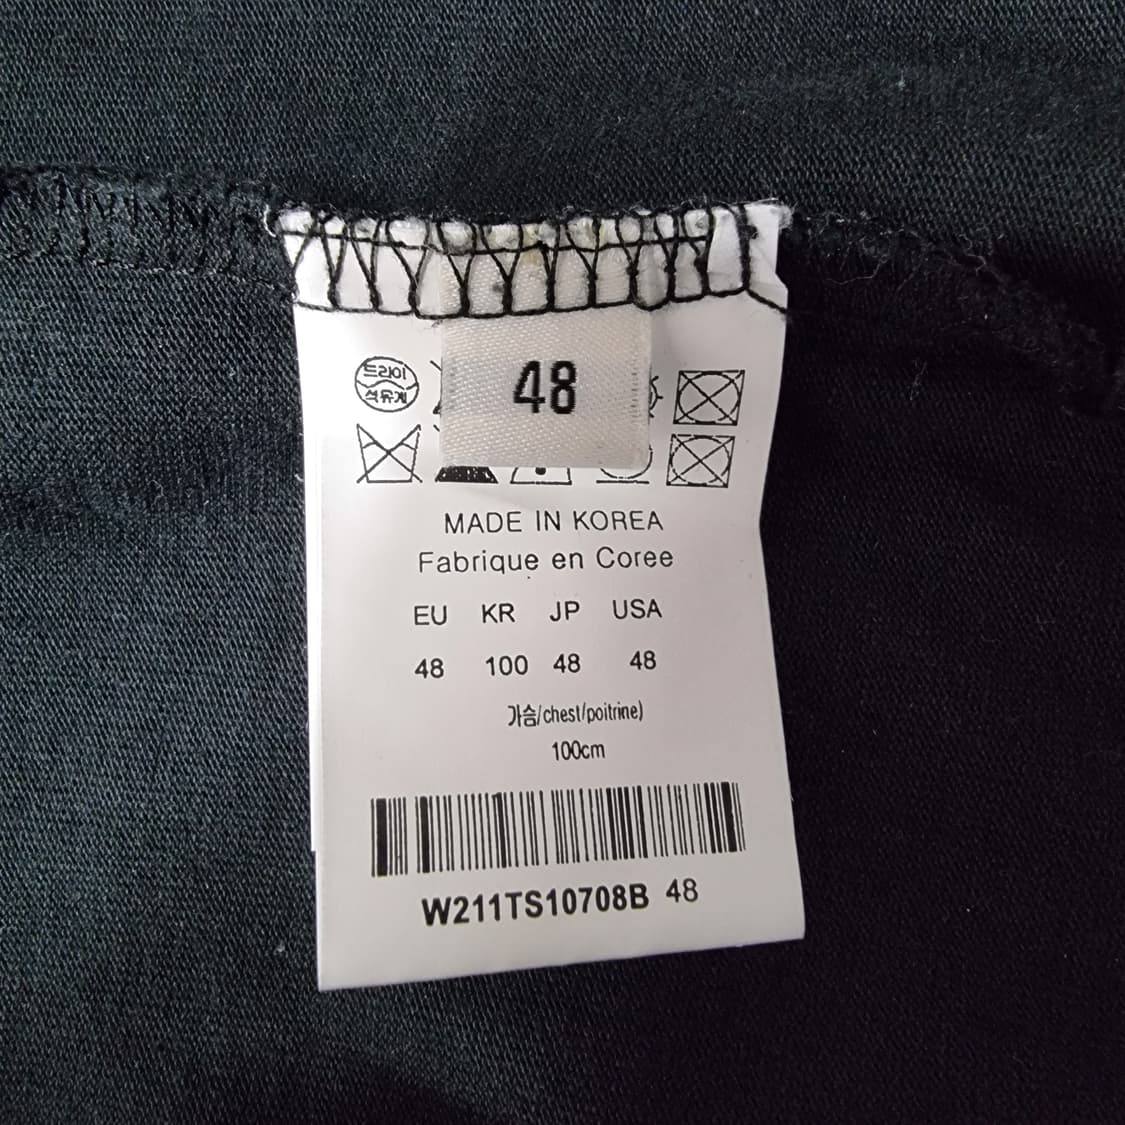 48
드라이
석유계
MADE IN KOREA
Fabrique en Coree
EU KR JP USA
48 100 48 48
가슴/chest/poitrine)
100cm
W211TS10708B 48